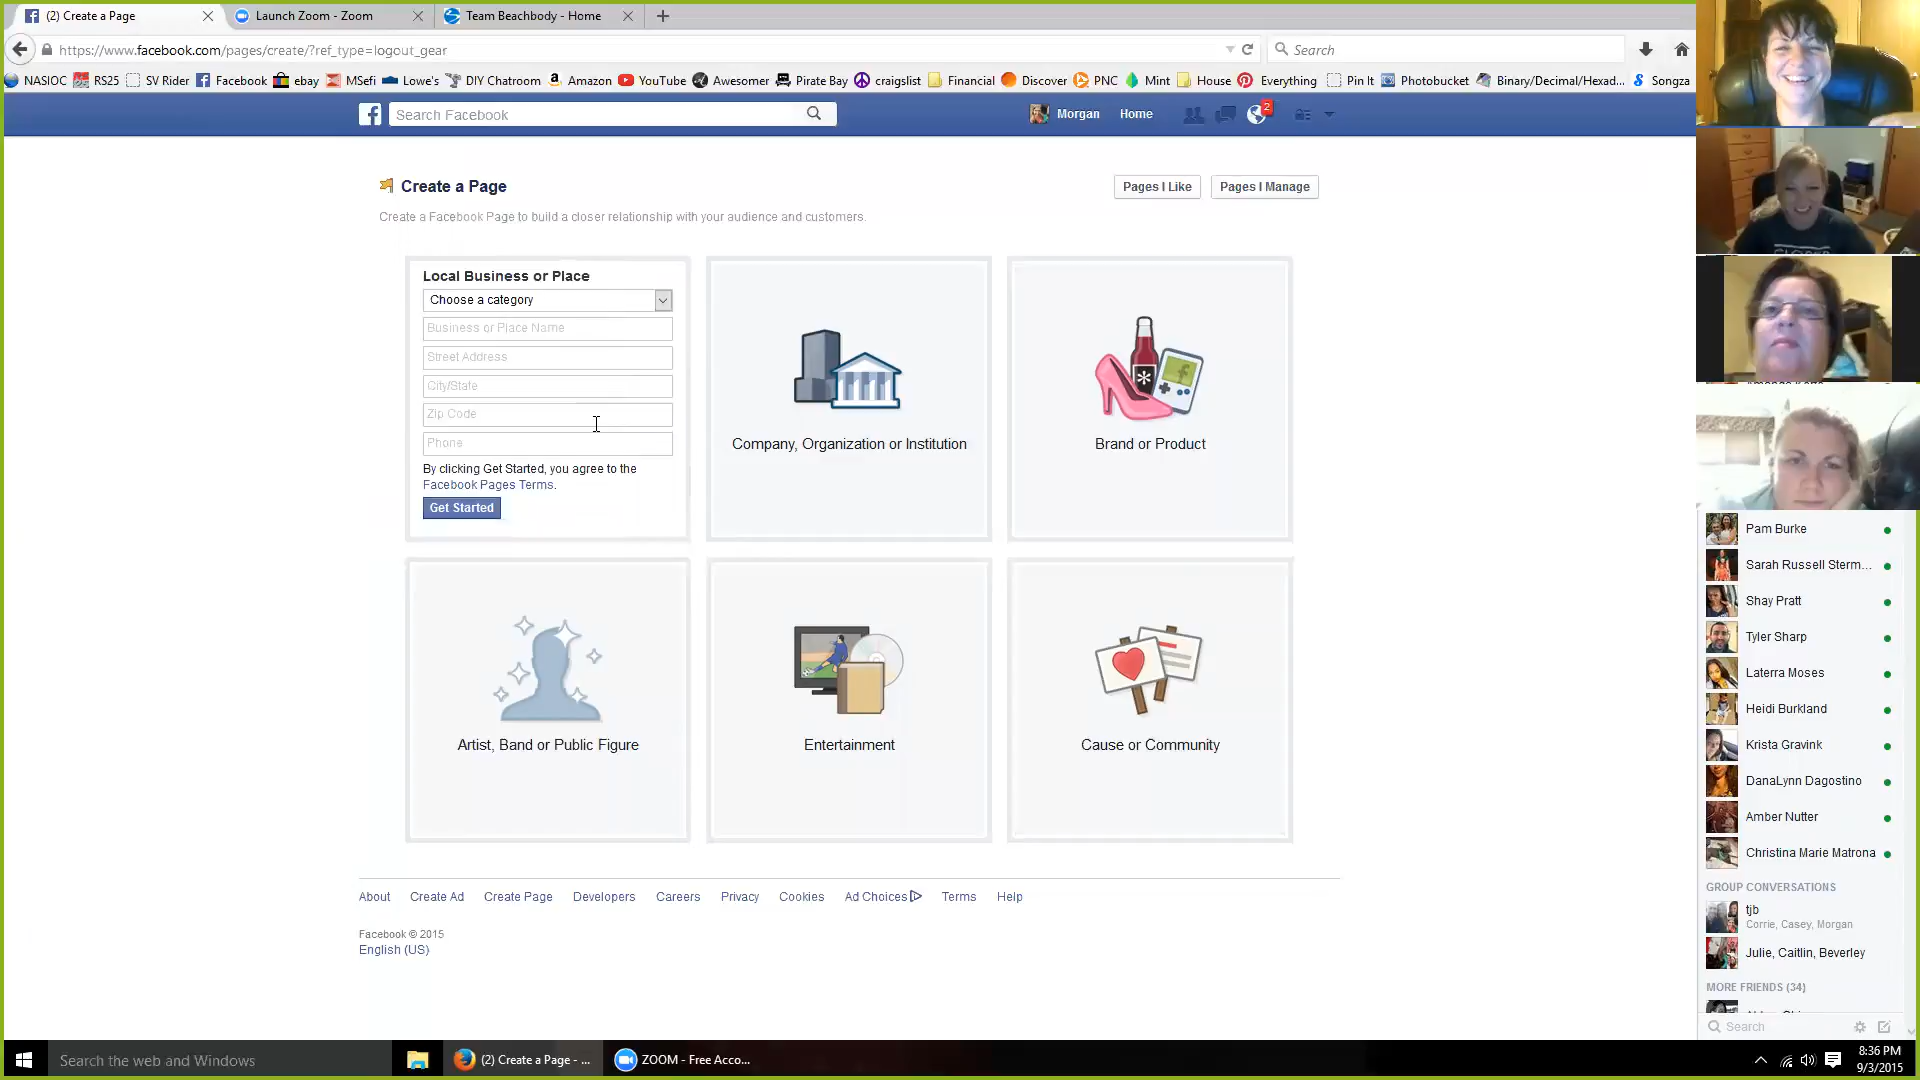 (2) Create a Page
Launch Zoom - Zoom
Team Beachbody - Home
https://www.facebook.com/pages/create/?ref_type=logout_gear
Search
NASIOC
RS25
SV Rider
Facebook
ebay
MSefi
Lowe's
DIY Chatroom
Amazon
YouTube
Awesomer
Pirate Bay
craigslist
Financial
Discover
PNC
Mint
House
Everything
Pin It
Photobucket
Binary/Decimal/Hexad...
Songza
Search Facebook
Morgan
Home
2
Create a Page
Pages I Like
Pages I Manage
Create a Facebook Page to build a closer relationship with your audience and customers.
Local Business or Place
Choose a category
Business or Place Name
Street Address
City/State
Zip Code
Phone
By clicking Get Started, you agree to the
Facebook Pages Terms.
Get Started
Company, Organization or Institution
Brand or Product
Artist, Band or Public Figure
Entertainment
Cause or Community
About
Create Ad
Create Page
Developers
Careers
Privacy
Cookies
Ad Choices
Terms
Help
Facebook © 2015
English (US)
Pam Burke
Sarah Russell Sterm...
Shay Pratt
Tyler Sharp
Laterra Moses
Heidi Burkland
Krista Gravink
DanaLynn Dagostino
Amber Nutter
Christina Marie Matrona
GROUP CONVERSATIONS
tjb
Corrie, Casey, Morgan
Julie, Caitlin, Beverley
MORE FRIENDS (34)
Search
Search the web and Windows
(2) Create a Page - ...
ZOOM - Free Acco...
8:36 PM
9/3/2015